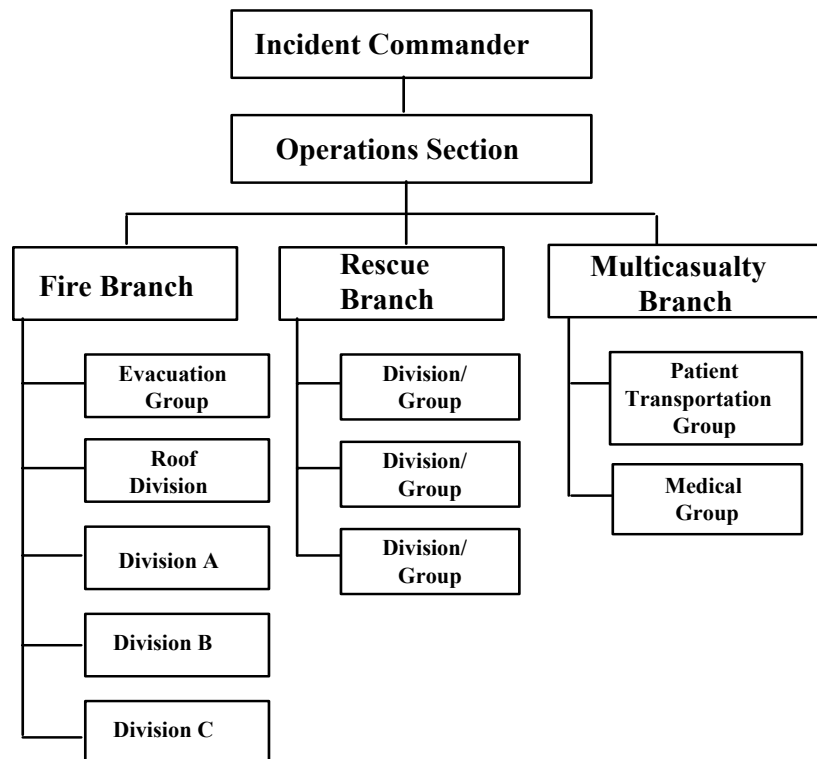 Incident Commander
Operations Section
Fire Branch
Rescue
Branch
Multicasualty
Branch
Evacuation
Group
Roof
Division
Division A
Division B
Division C
Division/
Group
Division/
Group
Division/
Group
Patient
Transportation
Group
Medical
Group